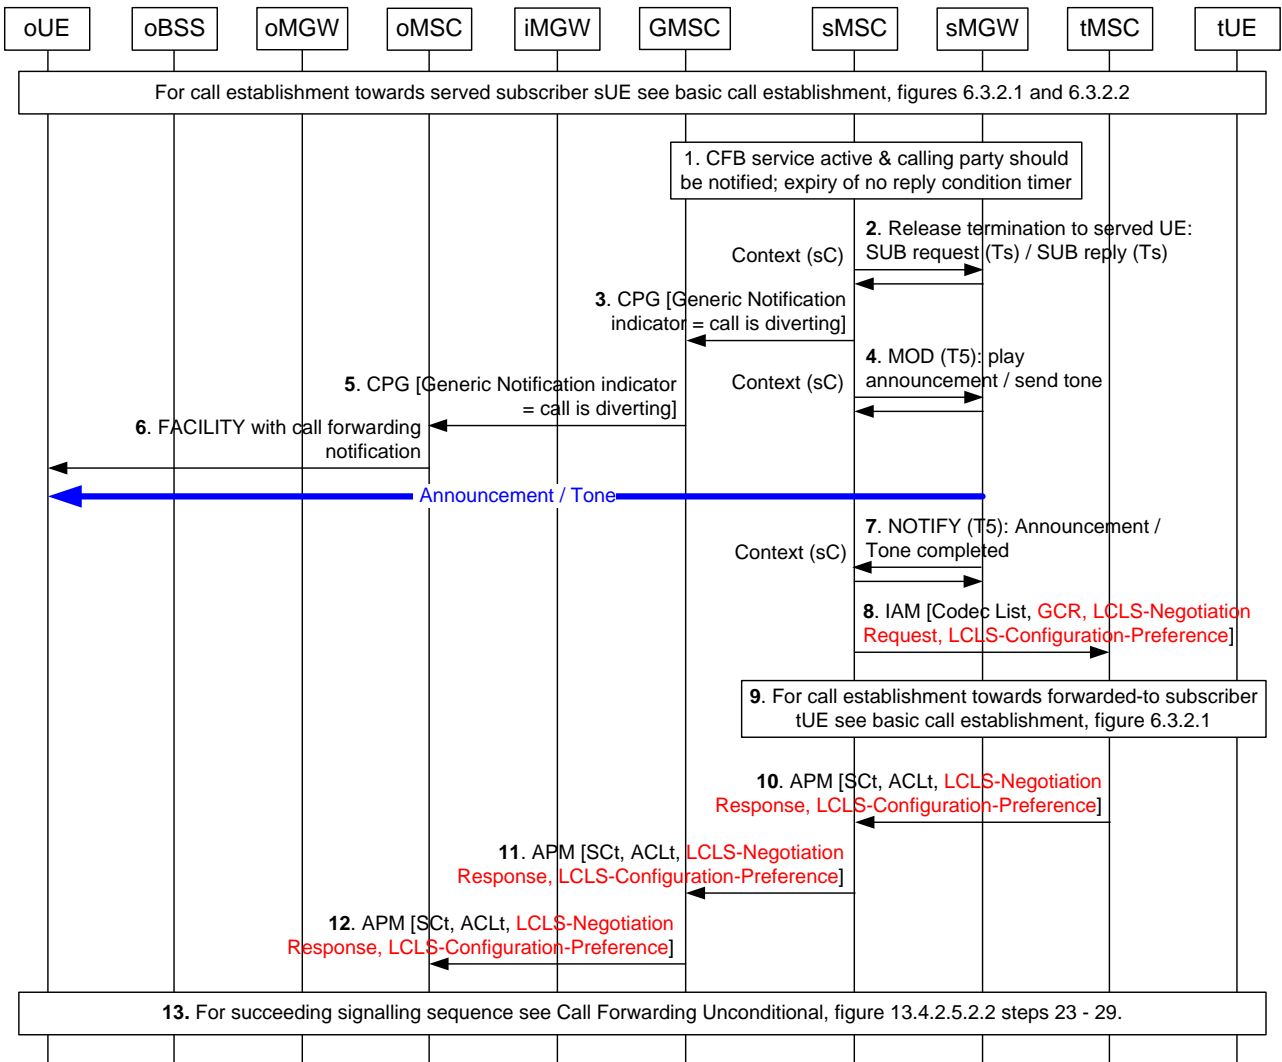 oUE oBSS oMGW oMSC iMGW GMSC sMSC sMGW tMSC tUE
For call establishment towards served subscriber sUE see basic call establishment, figures 6.3.2.1 and 6.3.2.2
1. CFB service active & calling party should
be notified; expiry of no reply condition timer
2. Release termination to served UE:
SUB request (Ts) / SUB reply (Ts)
Context (sC)
3. CPG [Generic Notification
indicator = call is diverting]
4. MOD (T5): play
announcement / send tone
Context (sC)
5. CPG [Generic Notification indicator
= call is diverting]
6. FACILITY with call forwarding
notification
Announcement / Tone
7. NOTIFY (T5): Announcement /
Tone completed
Context (sC)
8. IAM [Codec List, GCR, LCLS-Negotiation
Request, LCLS-Configuration-Preference]
9. For call establishment towards forwarded-to subscriber
tUE see basic call establishment, figure 6.3.2.1
10. APM [SCt, ACLt, LCLS-Negotiation
Response, LCLS-Configuration-Preference]
11. APM [SCt, ACLt, LCLS-Negotiation
Response, LCLS-Configuration-Preference]
12. APM [SCt, ACLt, LCLS-Negotiation
Response, LCLS-Configuration-Preference]
13. For succeeding signalling sequence see Call Forwarding Unconditional, figure 13.4.2.5.2.2 steps 23 - 29.